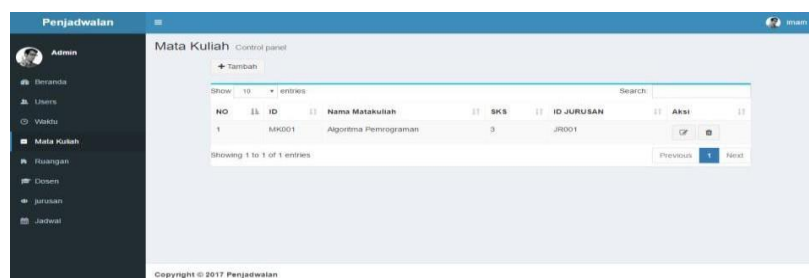 Penjadwalan
imam
Admin
Beranda
Users
Waktu
Mata Kuliah
Ruangan
Dosen
Jurusan
Jadwal
Mata Kuliah Control panel
+ Tambah
Show 10 entries Search:
NO ID Nama Matakuliah SKS ID JURUSAN Aksi
1 MK001 Algoritma Pemrograman 3 JR001
Showing 1 to 1 of 1 entries Previous 1 Next
Copyright © 2017 Penjadwalan